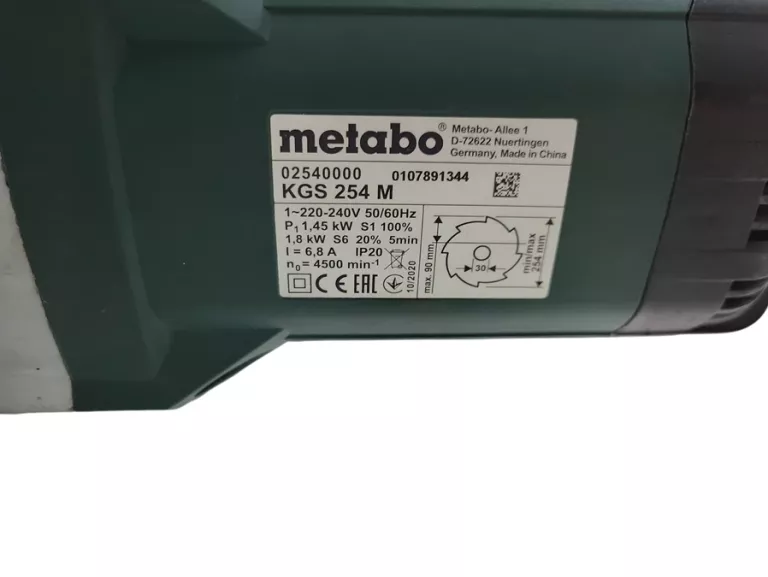 metabo®
Metabo- Allee 1
D-72622 Nuertingen
Germany, Made in China
02540000 0107891344
KGS 254 M
1~220-240V 50/60Hz
P₁ 1,45 kW S1 100%
1,8 kW S6 20% 5min
I = 6,8 A IP20
n₀= 4500 min⁻¹
CE EAC
10/2020
max. 90 mm
30
min/max
254 mm